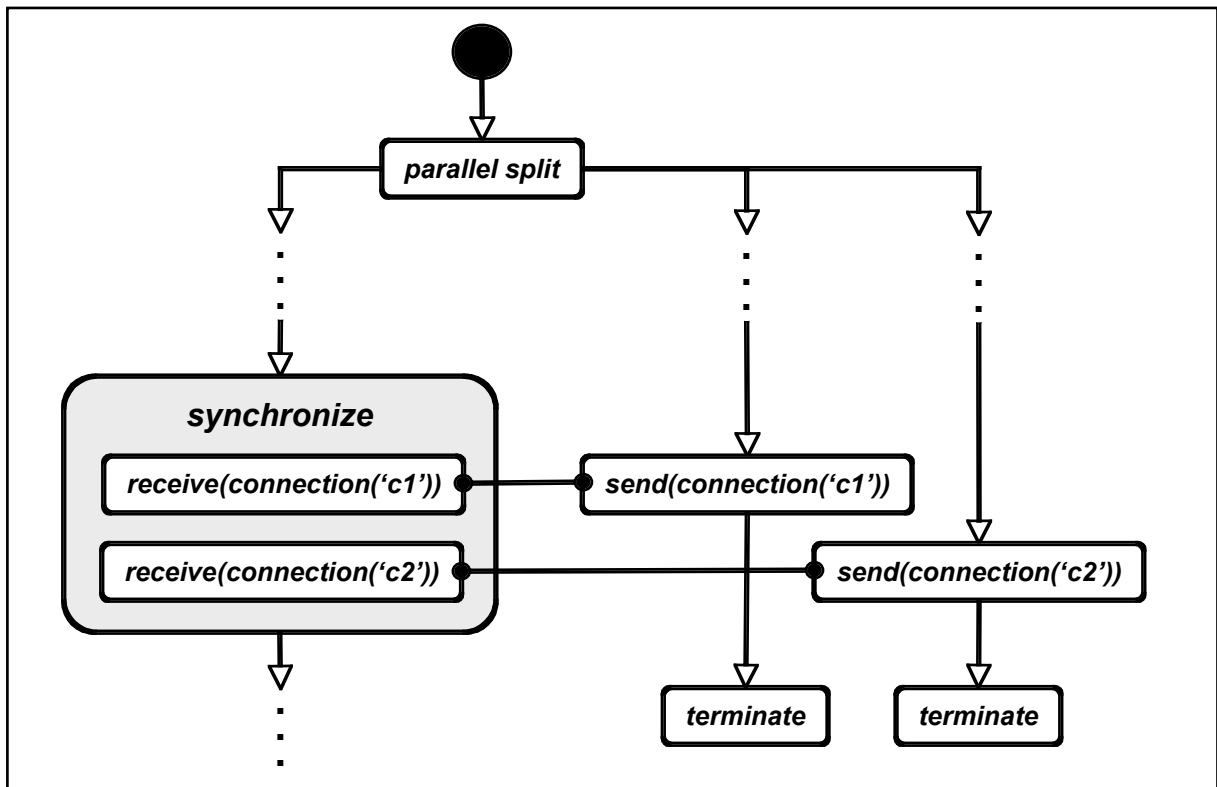 parallel split
synchronize
receive(connection(‘c1’))
send(connection(‘c1’))
receive(connection(‘c2’))
send(connection(‘c2’))
terminate
terminate